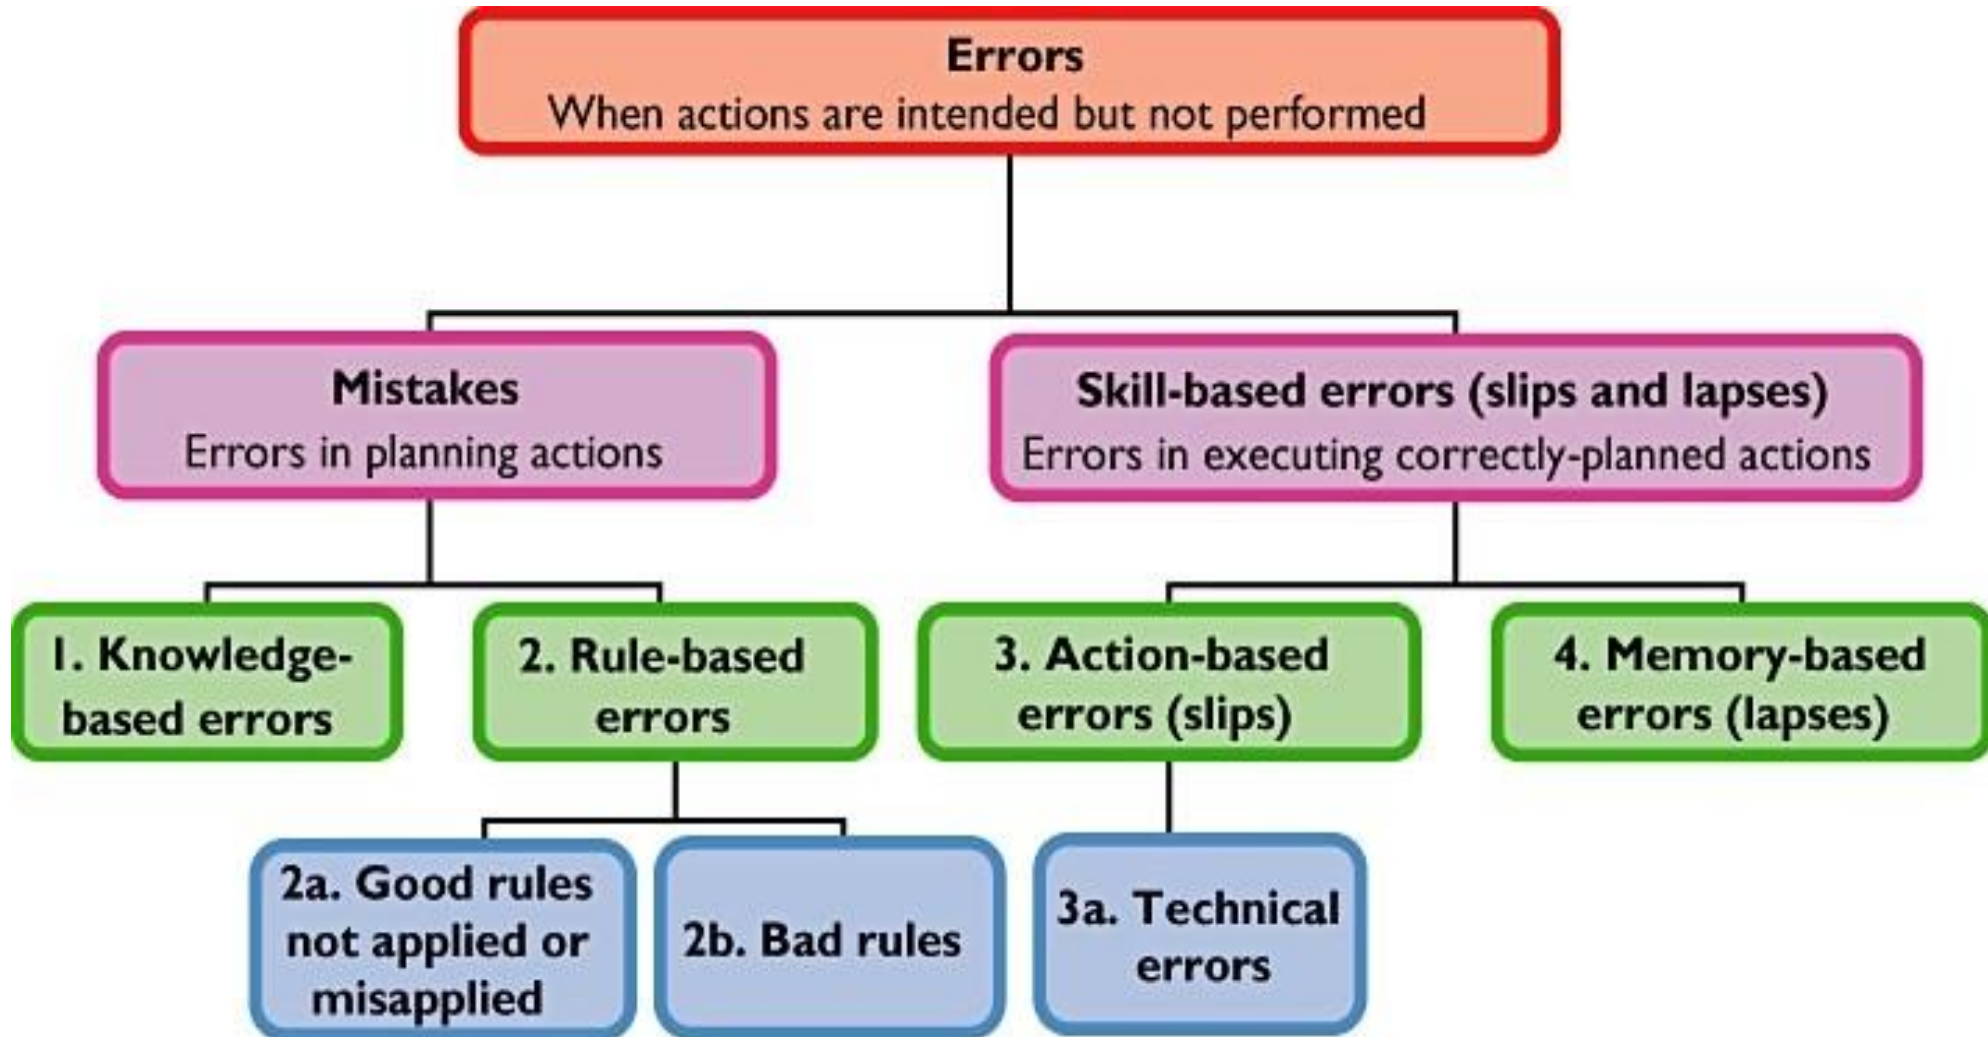 Errors
When actions are intended but not performed
Mistakes
Errors in planning actions
Skill-based errors (slips and lapses)
Errors in executing correctly-planned actions
1. Knowledge-
based errors
2. Rule-based
errors
3. Action-based
errors (slips)
4. Memory-based
errors (lapses)
2a. Good rules
not applied or
misapplied
2b. Bad rules
3a. Technical
errors